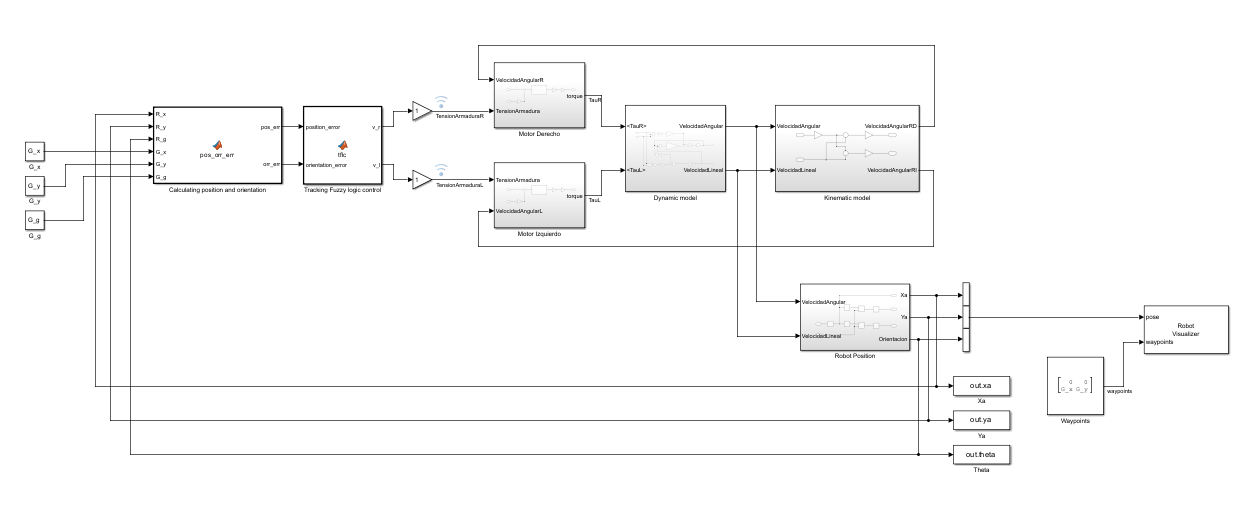 G_x
G_x
G_y
G_y
G_g
G_g
R_x
R_y
R_g
G_x
G_y
G_g
pos_orr_err
pos_err
orr_err
Calculating position and orientation
position_error
orientation_error
tflc
v_r
v_l
Tracking Fuzzy logic control
1
TensionArmaduraR
1
TensionArmaduraL
VelocidadAngularR
TensionArmadura
torque
TauR
Motor Derecho
TensionArmadura
VelocidadAngularL
torque
TauL
Motor Izquierdo
<TauR>
<TauL>
VelocidadAngular
VelocidadLineal
Dynamic model
VelocidadAngular
VelocidadLineal
VelocidadAngularRD
VelocidadAngularRI
Kinematic model
VelocidadAngular
VelocidadLineal
Xa
Ya
Orientacion
Robot Position
out.xa
Xa
out.ya
Ya
out.theta
Theta
0 0
G_x G_y
Waypoints
waypoints
pose
waypoints
Robot
Visualizer